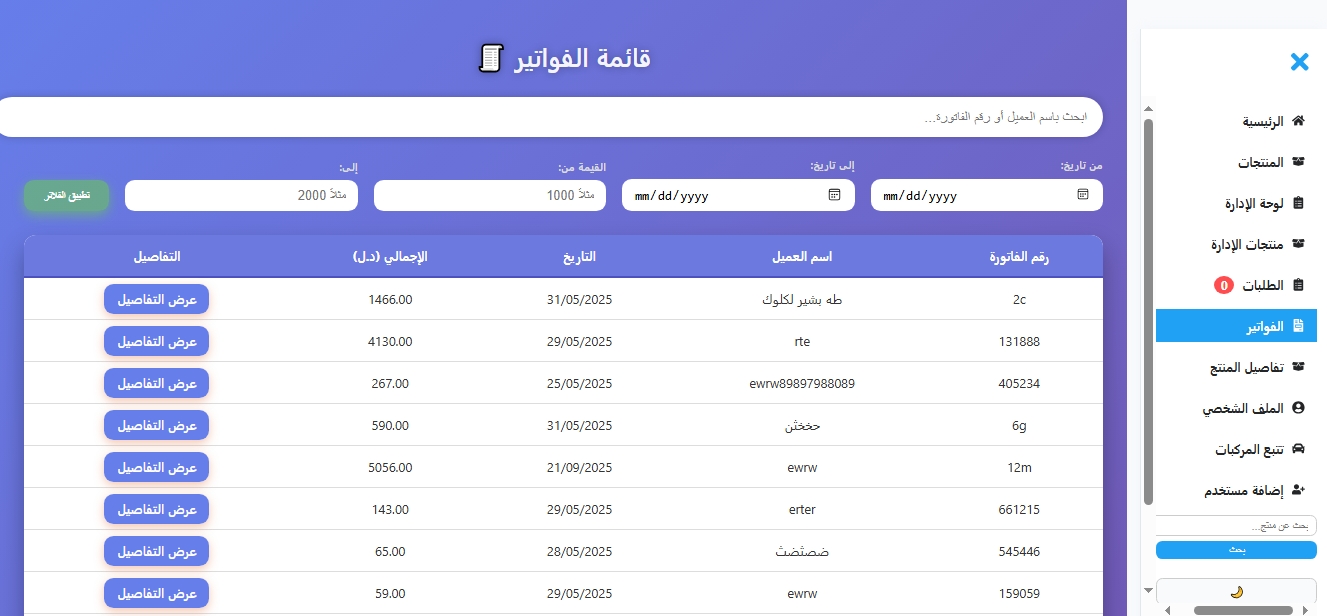 قائمة الفواتير
ابحث باسم العميل أو رقم الفاتورة...
من تاريخ: إلى تاريخ: القيمة من: إلى:
mm/dd/yyyy mm/dd/yyyy مثلاً 1000 مثلاً 2000 تطبيق الفلاتر
رقم الفاتورة اسم العميل التاريخ الإجمالي (د.ل) التفاصيل
2c طه بشير لكلوك 31/05/2025 1466.00 عرض التفاصيل
131888 rte 29/05/2025 4130.00 عرض التفاصيل
405234 ewrw89897988089 25/05/2025 267.00 عرض التفاصيل
6g حخخثن 31/05/2025 590.00 عرض التفاصيل
12m ewrw 21/09/2025 5056.00 عرض التفاصيل
661215 erter 29/05/2025 143.00 عرض التفاصيل
545446 ضصثضث 28/05/2025 65.00 عرض التفاصيل
159059 ewrw 29/05/2025 59.00 عرض التفاصيل
الرئيسية
المنتجات
لوحة الإدارة
منتجات الإدارة
الطلبات 0
الفواتير
تفاصيل المنتج
الملف الشخصي
تتبع المركبات
إضافة مستخدم
بحث عن منتج...
بحث